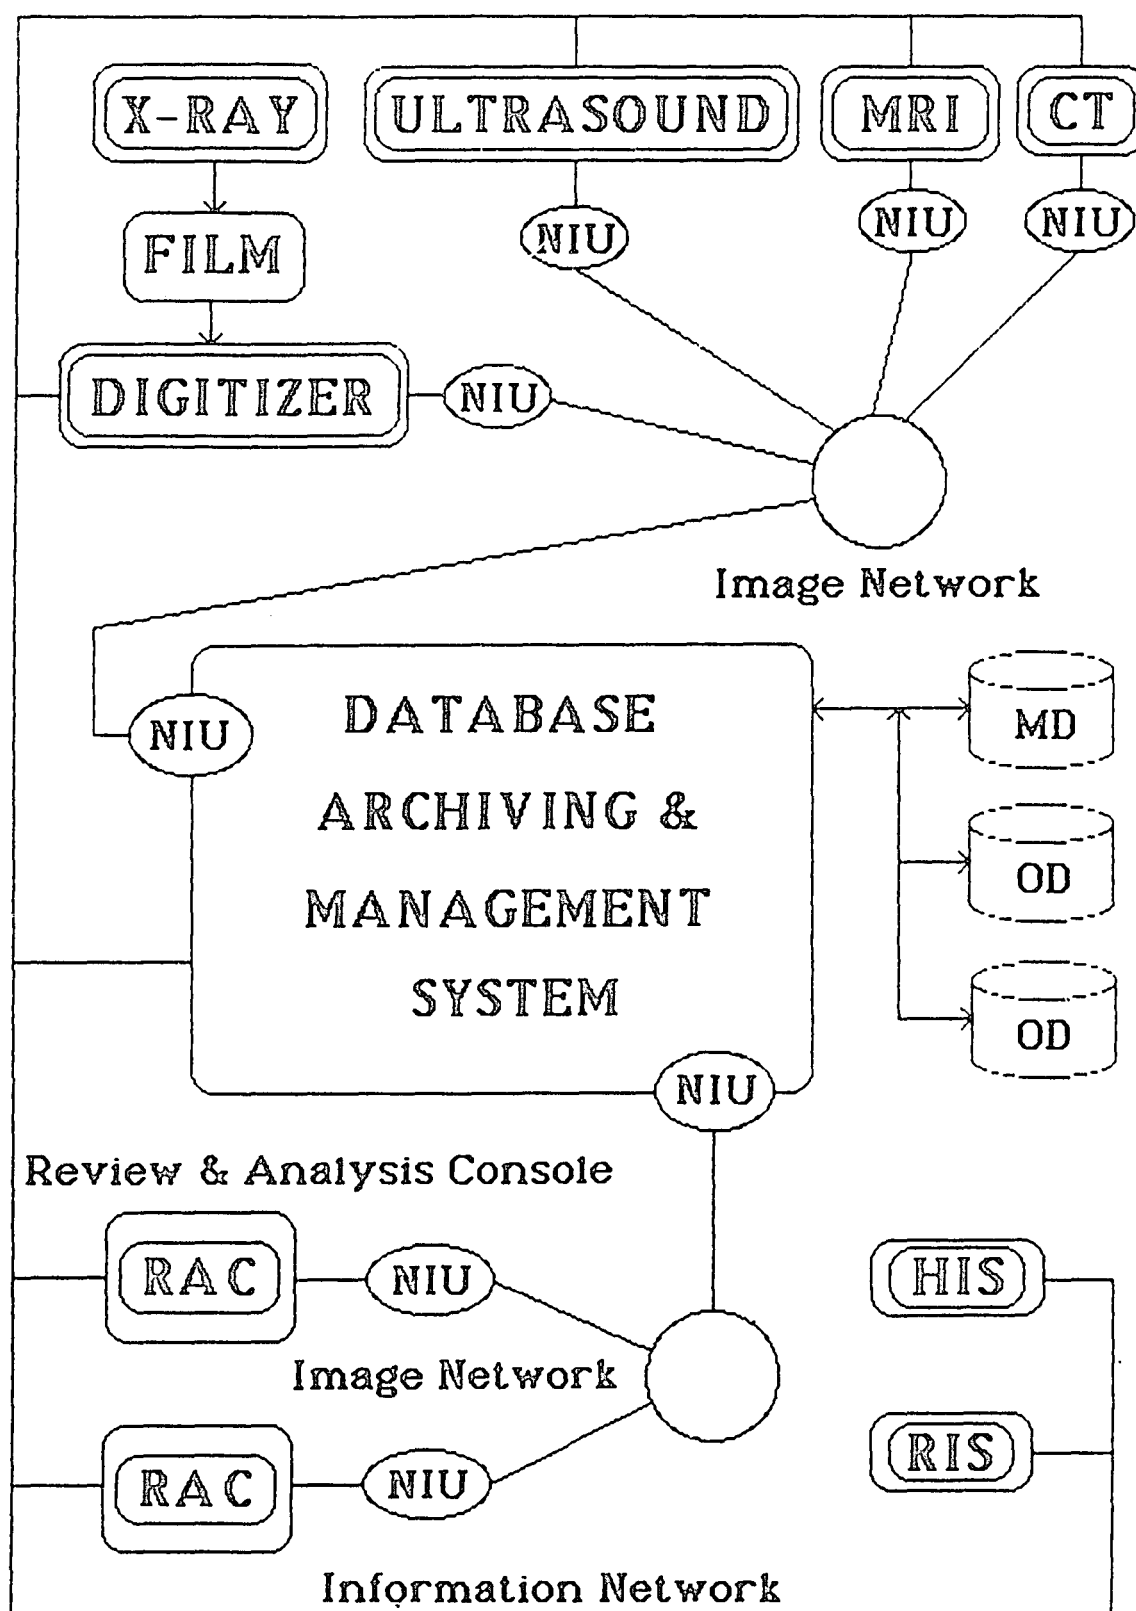 X-RAY
ULTRASOUND
MRI
CT
NIU
NIU
NIU
FILM
DIGITIZER
NIU
Image Network
NIU
DATABASE
ARCHIVING &
MANAGEMENT
SYSTEM
MD
OD
OD
NIU
Review & Analysis Console
RAC
NIU
HIS
Image Network
RAC
NIU
RIS
Information Network